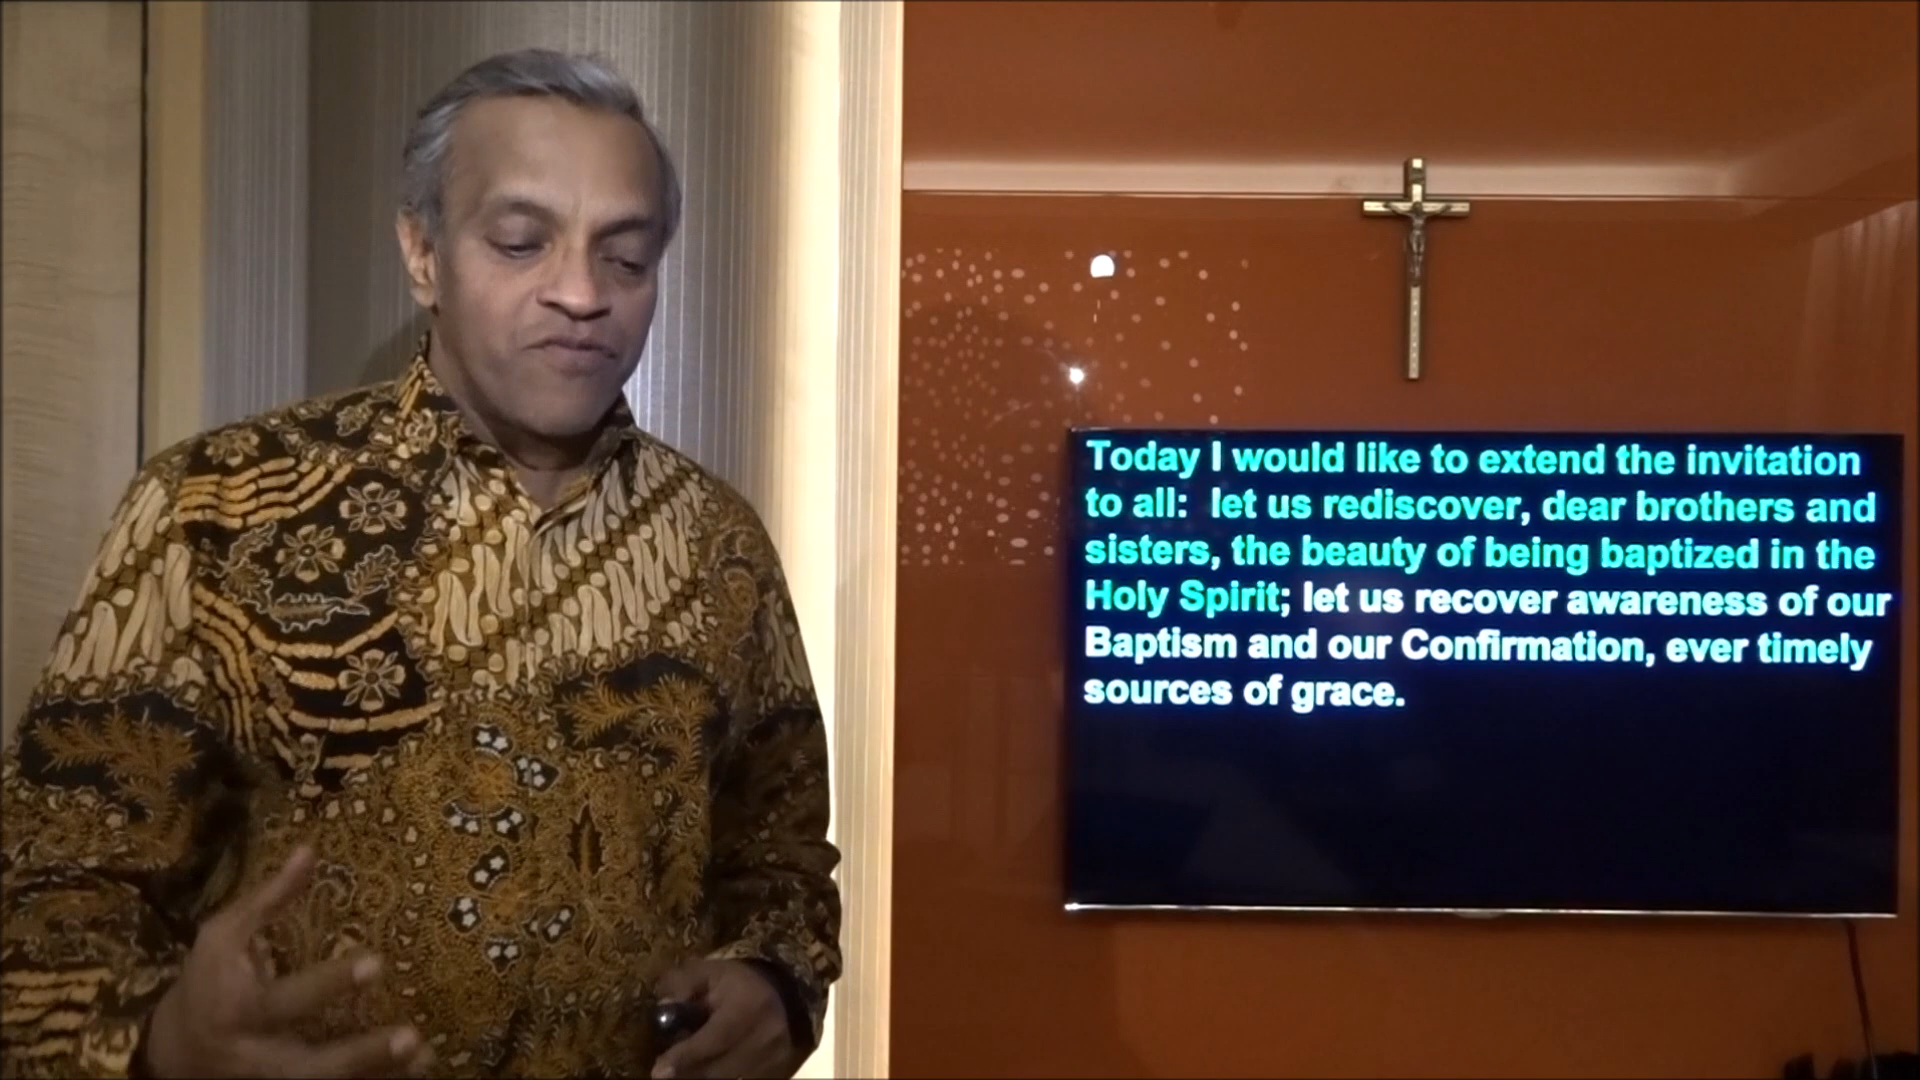 Today I would like to extend the invitation
to all:  let us rediscover, dear brothers and
sisters, the beauty of being baptized in the
Holy Spirit; let us recover awareness of our
Baptism and our Confirmation, ever timely
sources of grace.